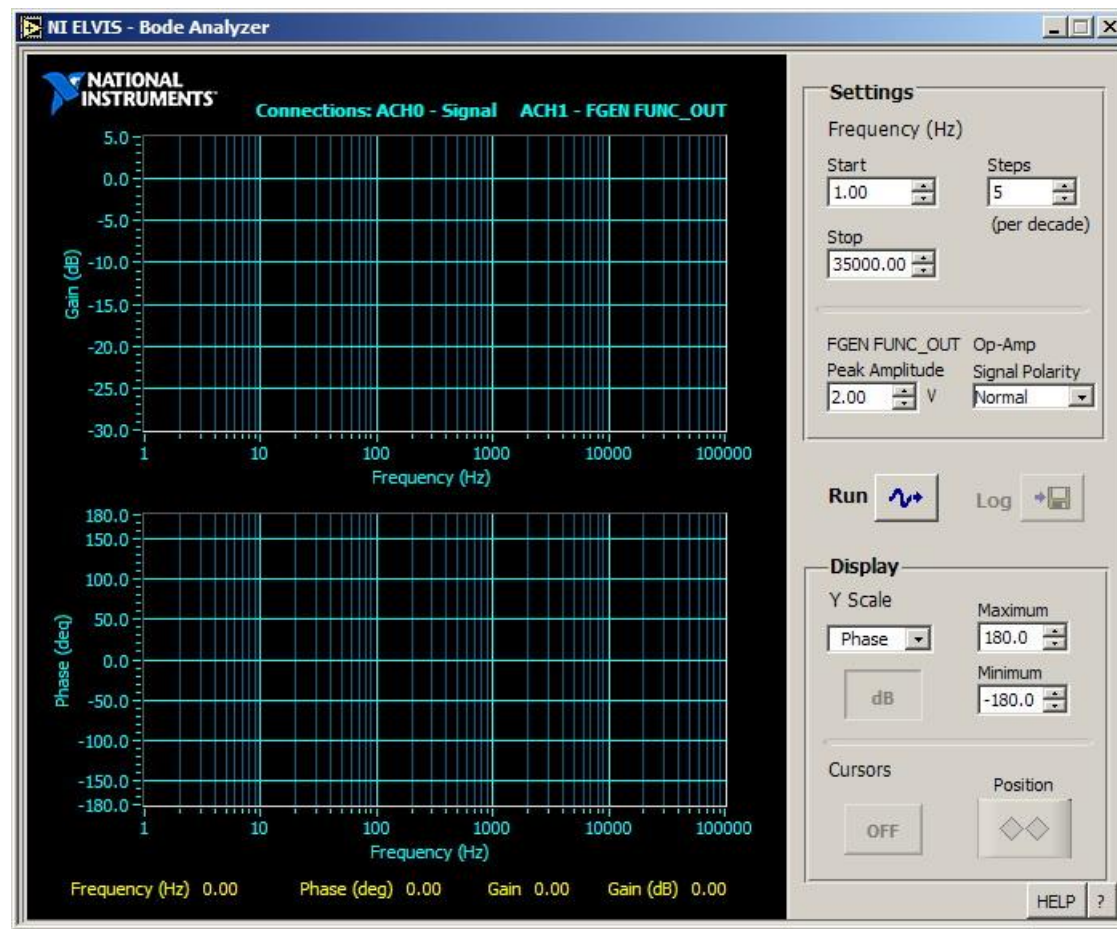 NI ELVIS - Bode Analyzer
NATIONAL
INSTRUMENTS™
Connections: ACH0 - Signal ACH1 - FGEN FUNC_OUT
5.0
0.0
-5.0
-10.0
-15.0
-20.0
-25.0
-30.0
Gain (dB)
1 10 100 1000 10000 100000
Frequency (Hz)
180.0
150.0
100.0
50.0
0.0
-50.0
-100.0
-150.0
-180.0
Phase (deg)
1 10 100 1000 10000 100000
Frequency (Hz)
Frequency (Hz) 0.00 Phase (deg) 0.00 Gain 0.00 Gain (dB) 0.00
Settings
Frequency (Hz)
Start Steps
1.00 5
(per decade)
Stop
35000.00
FGEN FUNC_OUT Op-Amp
Peak Amplitude Signal Polarity
2.00 V Normal
Run Log
Display
Y Scale Maximum
Phase 180.0
Minimum
dB -180.0
Cursors Position
OFF
HELP ?